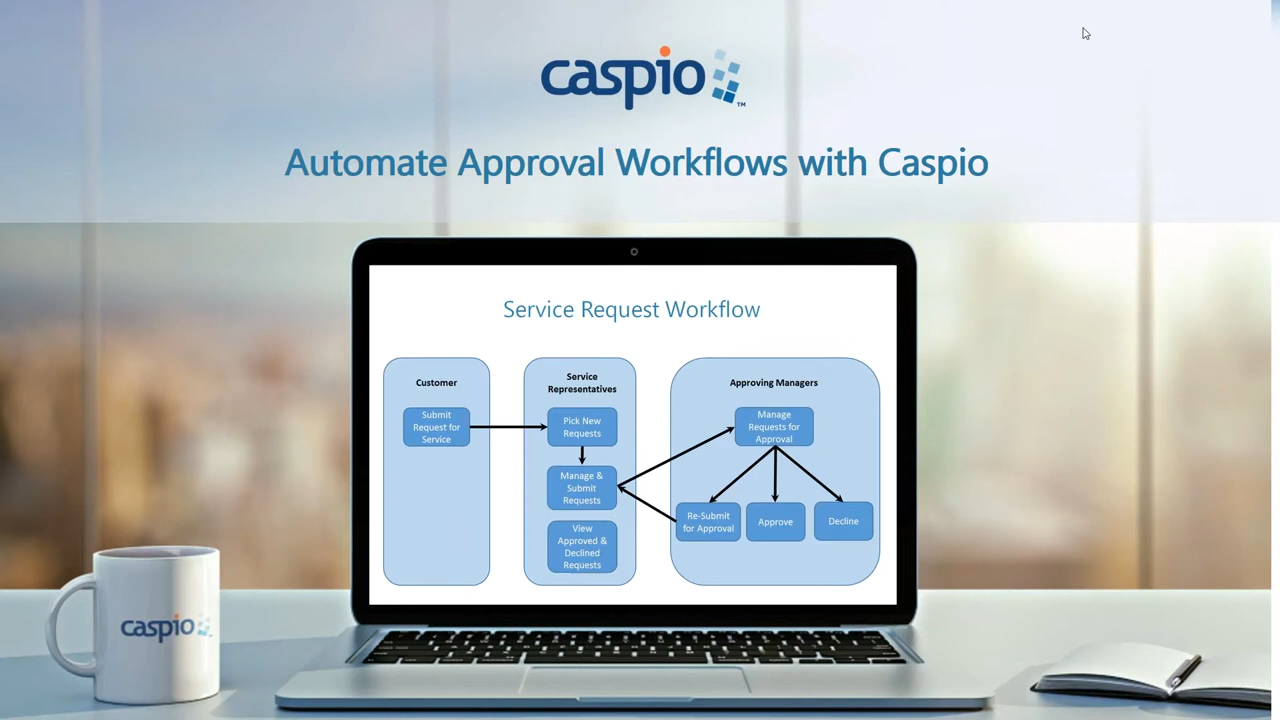 caspio™
Automate Approval Workflows with Caspio
Service Request Workflow
Customer
Submit
Request for
Service
Service
Representatives
Pick New
Requests
Manage &
Submit
Requests
View
Approved &
Declined
Requests
Approving Managers
Manage
Requests for
Approval
Re-Submit
for Approval
Approve
Decline
caspio